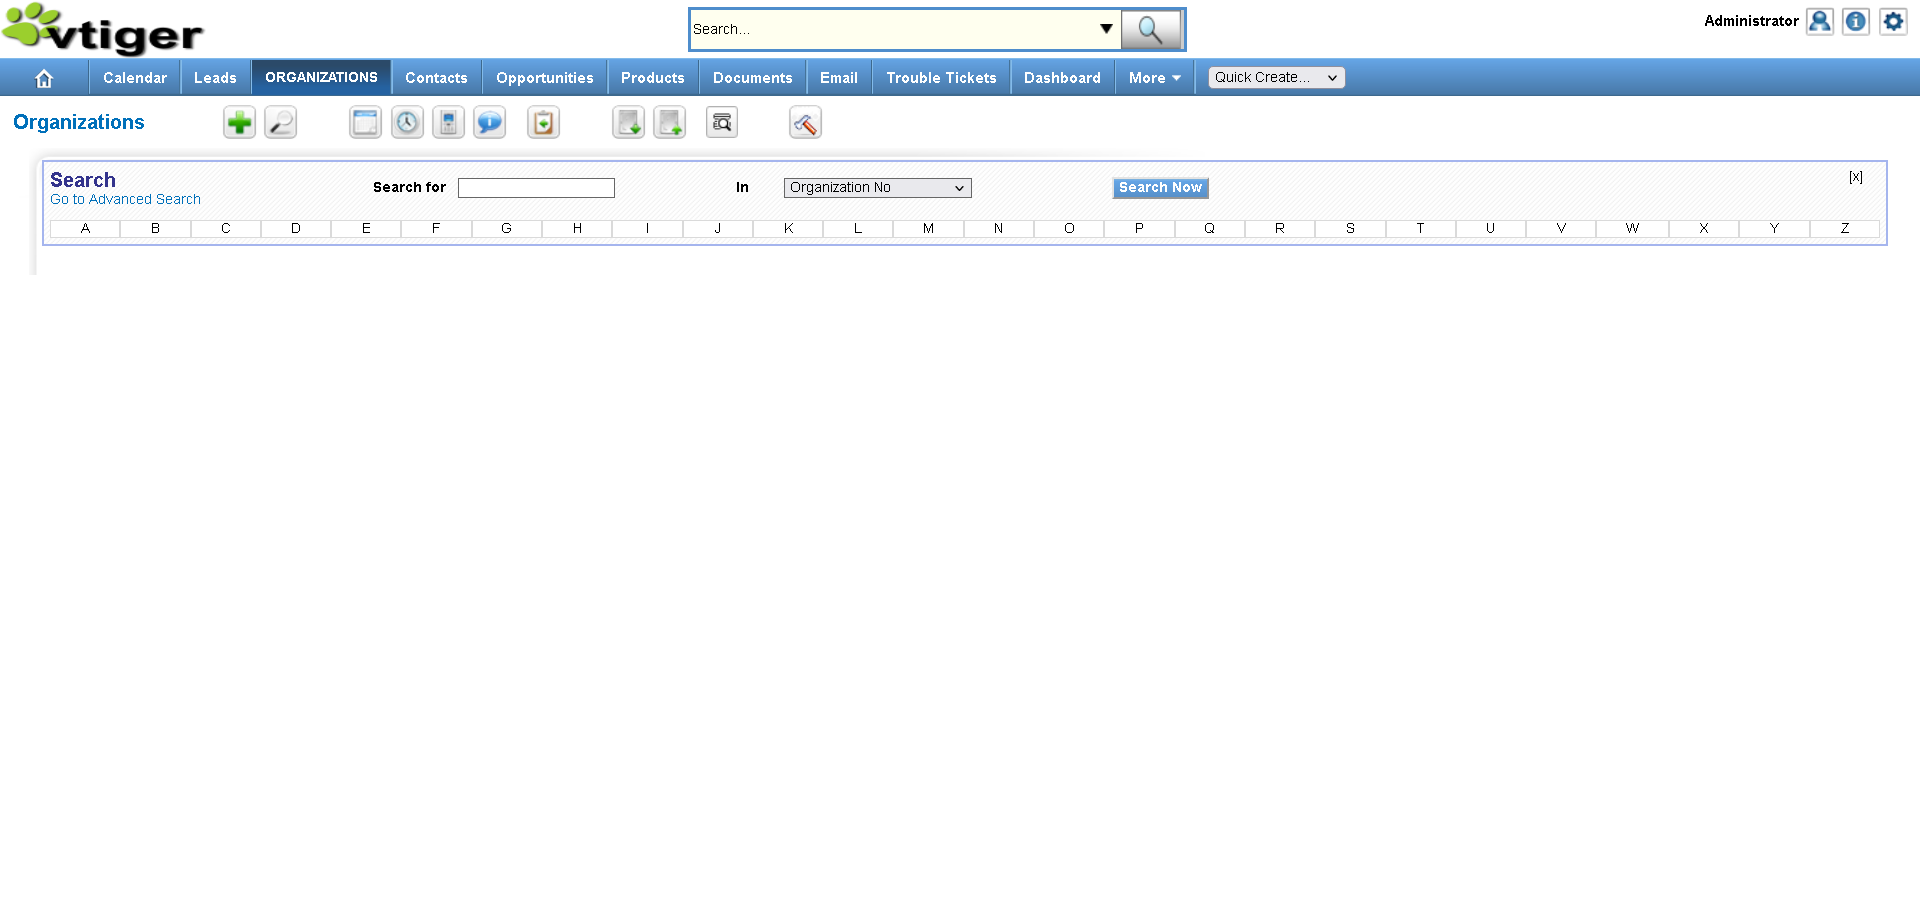 vtiger
Search...
Administrator
Calendar
Leads
ORGANIZATIONS
Contacts
Opportunities
Products
Documents
Email
Trouble Tickets
Dashboard
More
Quick Create...
Organizations
Search
Go to Advanced Search
Search for
In
Organization No
Search Now
[x]
A B C D E F G H I J K L M N O P Q R S T U V W X Y Z